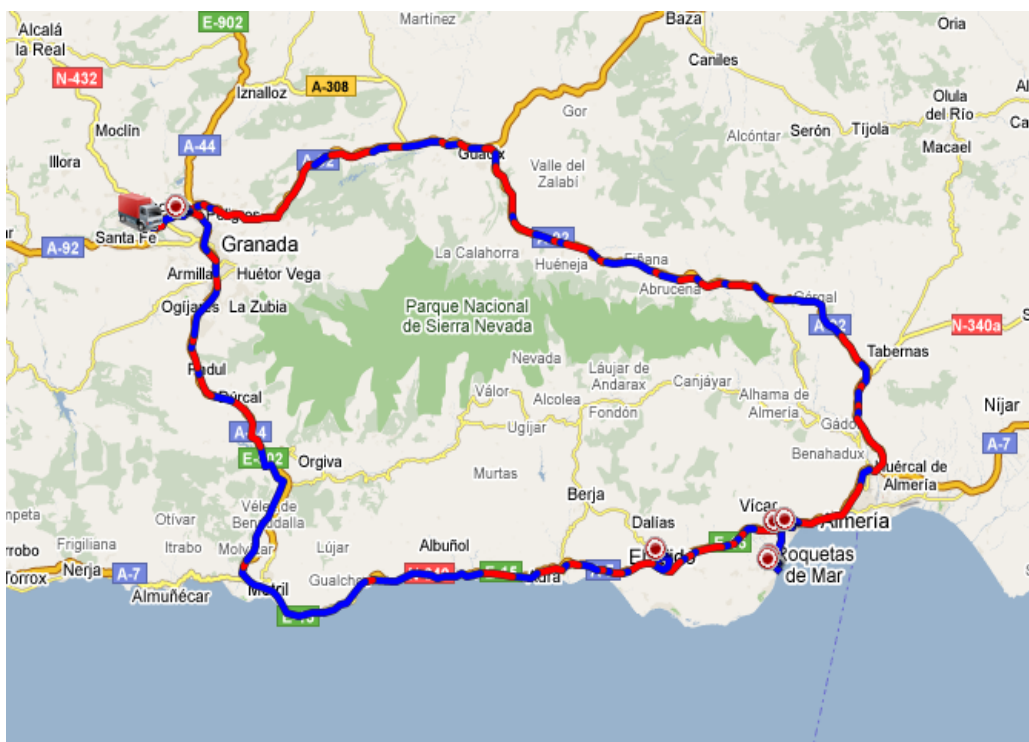 E-902
Martínez
Baza
Oria
Alcalá
la Real
Caniles
N-432
Iznalloz
A-308
Olula
del Río
Gor
Moclín
Alcóntar
Serón
Tíjola
Macael
A-44
Illora
Guadix
Valle del
Zalabí
Santa Fe
Granada
A-92
La Calahorra
Huéneja
Fiñana
Armilla
Huétor Vega
Abrucena
Gérgal
Ogíjares
La Zubia
Parque Nacional
de Sierra Nevada
A-92
N-340a
Tabernas
Nevada
Padul
Láujar de
Andarax
Canjáyar
Dúrcal
Válor
Alcolea
Fondón
Alhama de
Almería
Níjar
A-44
Ugíjar
Gádor
A-7
E-902
Orgiva
Benahadux
Murtas
Huércal de
Almería
Berja
Vícar
Vélez de
Benaudalla
Otívar
Dalías
Almería
Frigiliana
Itrabo
Molvízar
Lújar
Albuñol
El Ejido
Roquetas
de Mar
Torrox
Nerja
A-7
Gualchos
E-15
Almuñécar
Motril
E-15